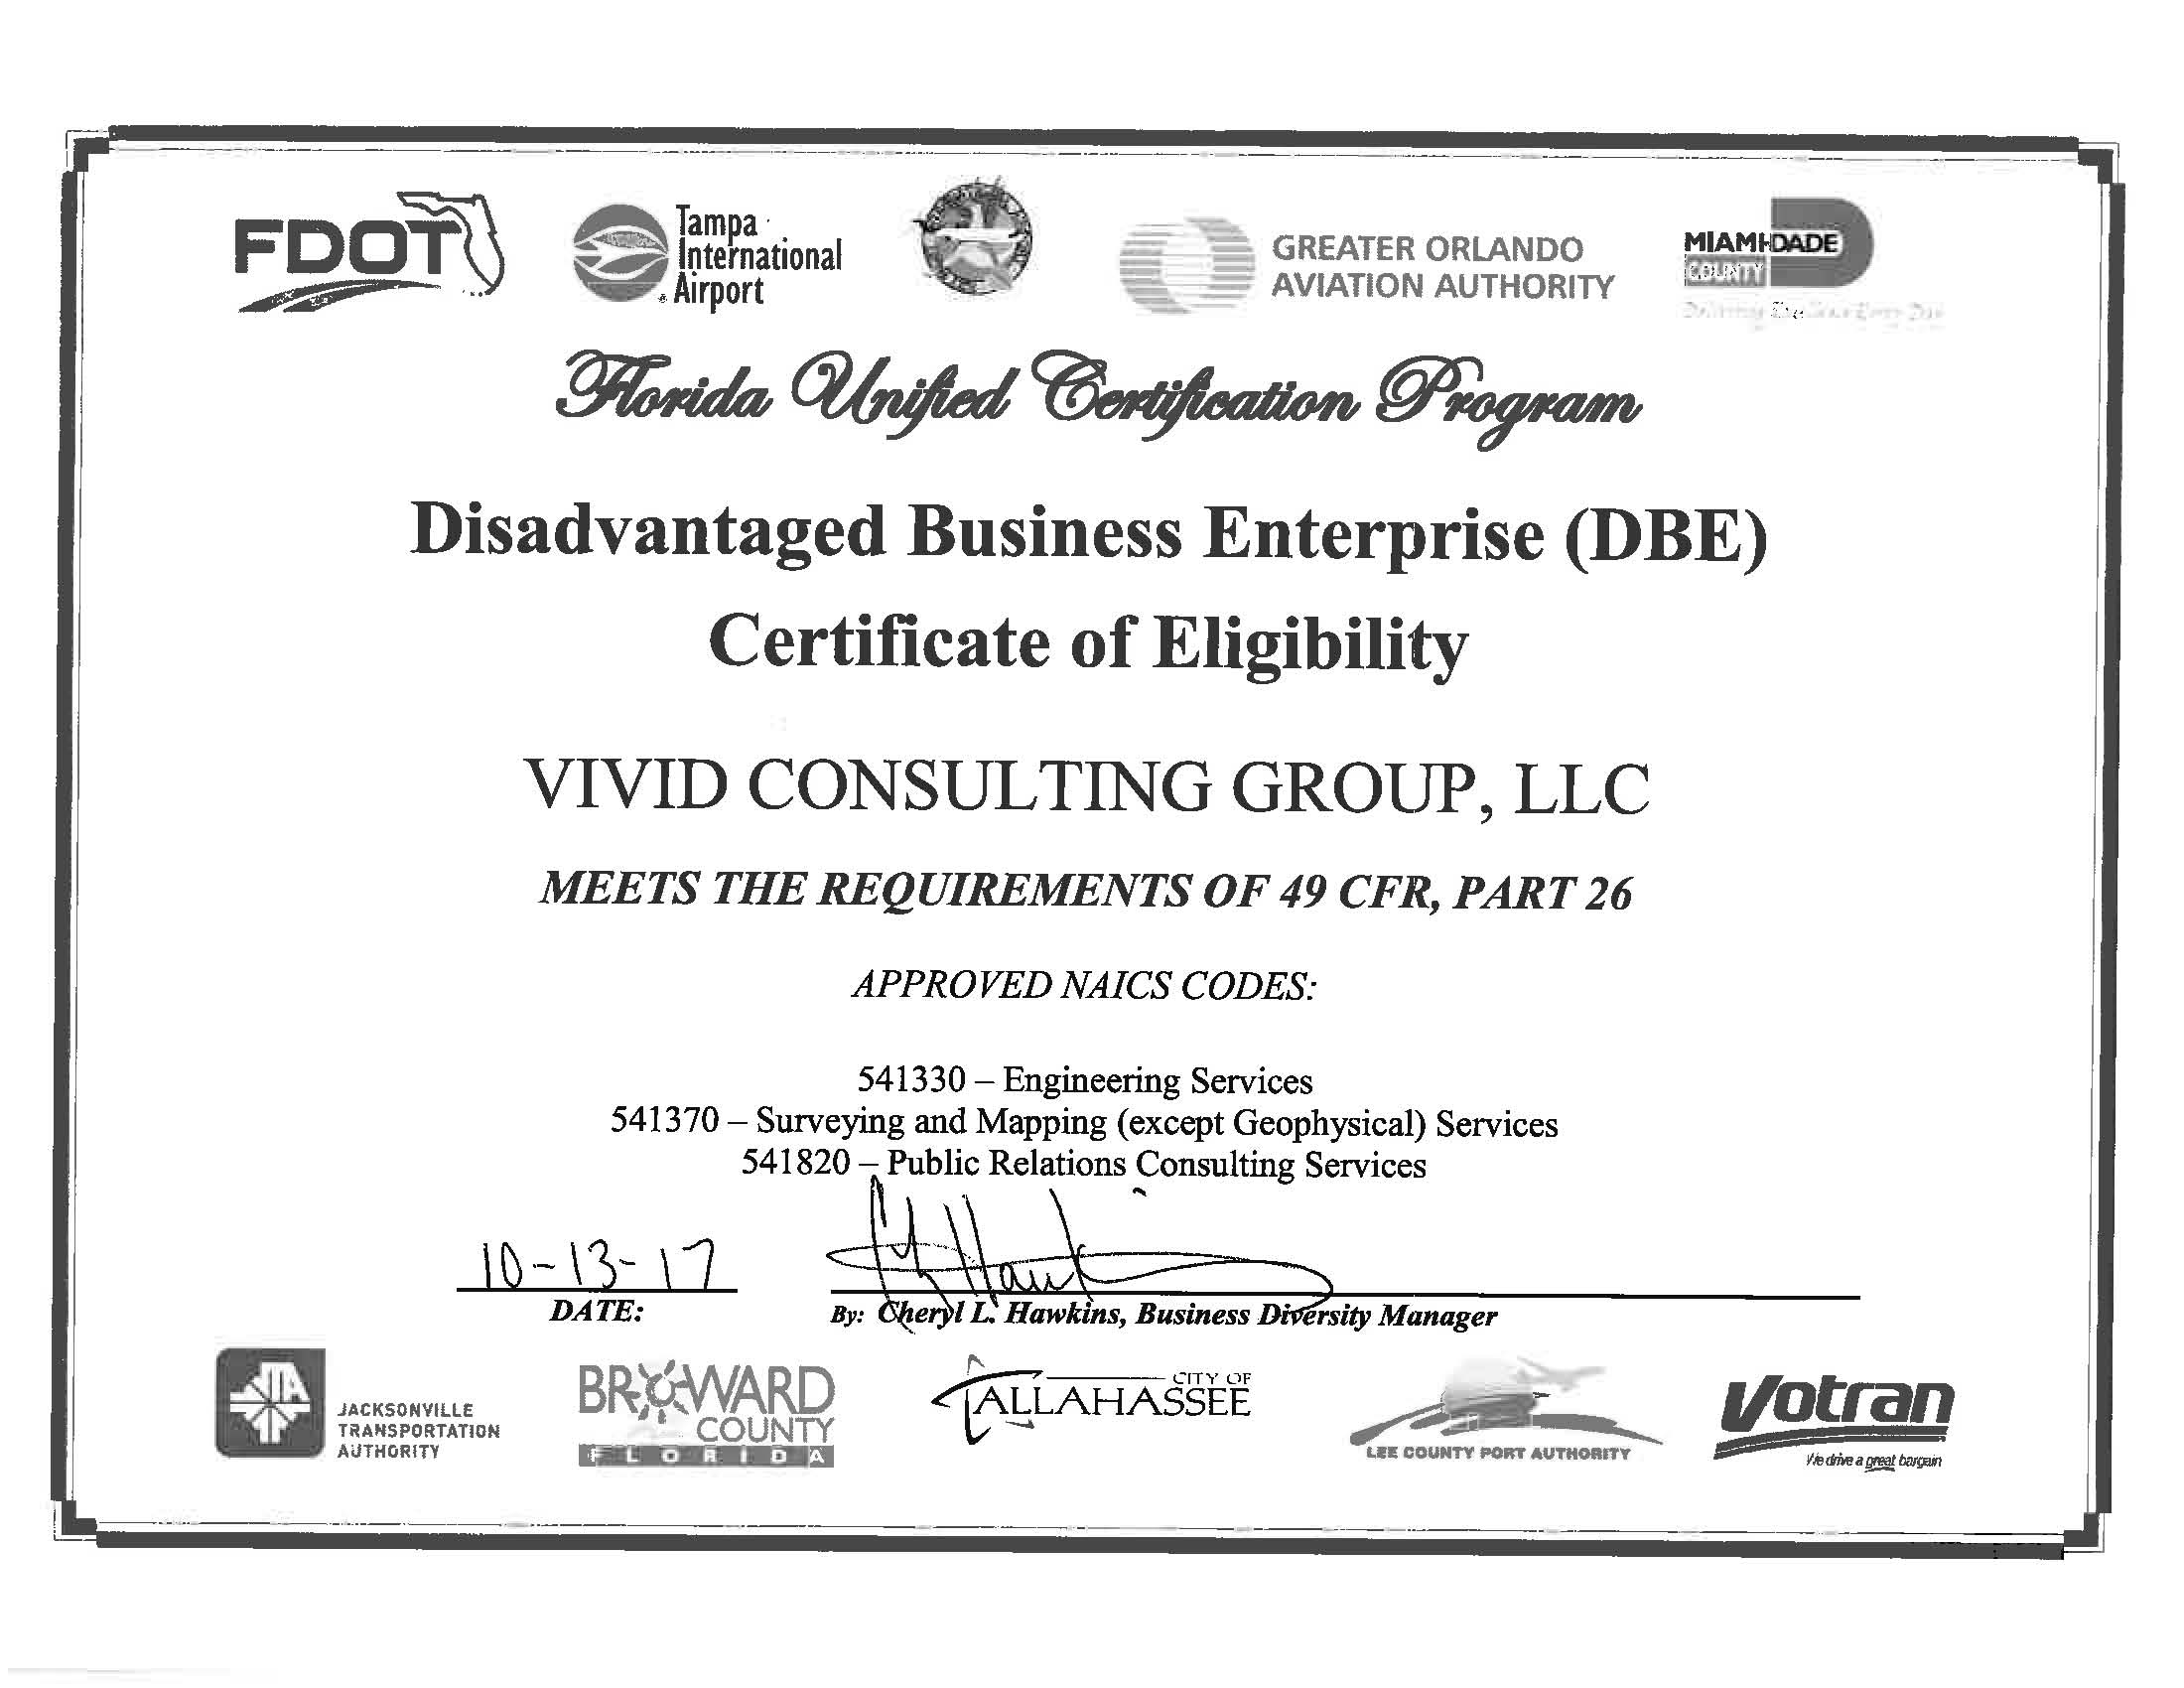 FDOT
Tampa
International
Airport
GREATER ORLANDO
AVIATION AUTHORITY
MIAMI-DADE
COUNTY
Florida Unified Certification Program
Disadvantaged Business Enterprise (DBE)
Certificate of Eligibility
VIVID CONSULTING GROUP, LLC
MEETS THE REQUIREMENTS OF 49 CFR, PART 26
APPROVED NAICS CODES:
541330 – Engineering Services
541370 – Surveying and Mapping (except Geophysical) Services
541820 – Public Relations Consulting Services
10-13-17
DATE:
By: Cheryl L. Hawkins, Business Diversity Manager
JTA
JACKSONVILLE
TRANSPORTATION
AUTHORITY
BROWARD
COUNTY
FLORIDA
CITY OF
TALLAHASSEE
LEE COUNTY PORT AUTHORITY
Votran
We drive a great bargain